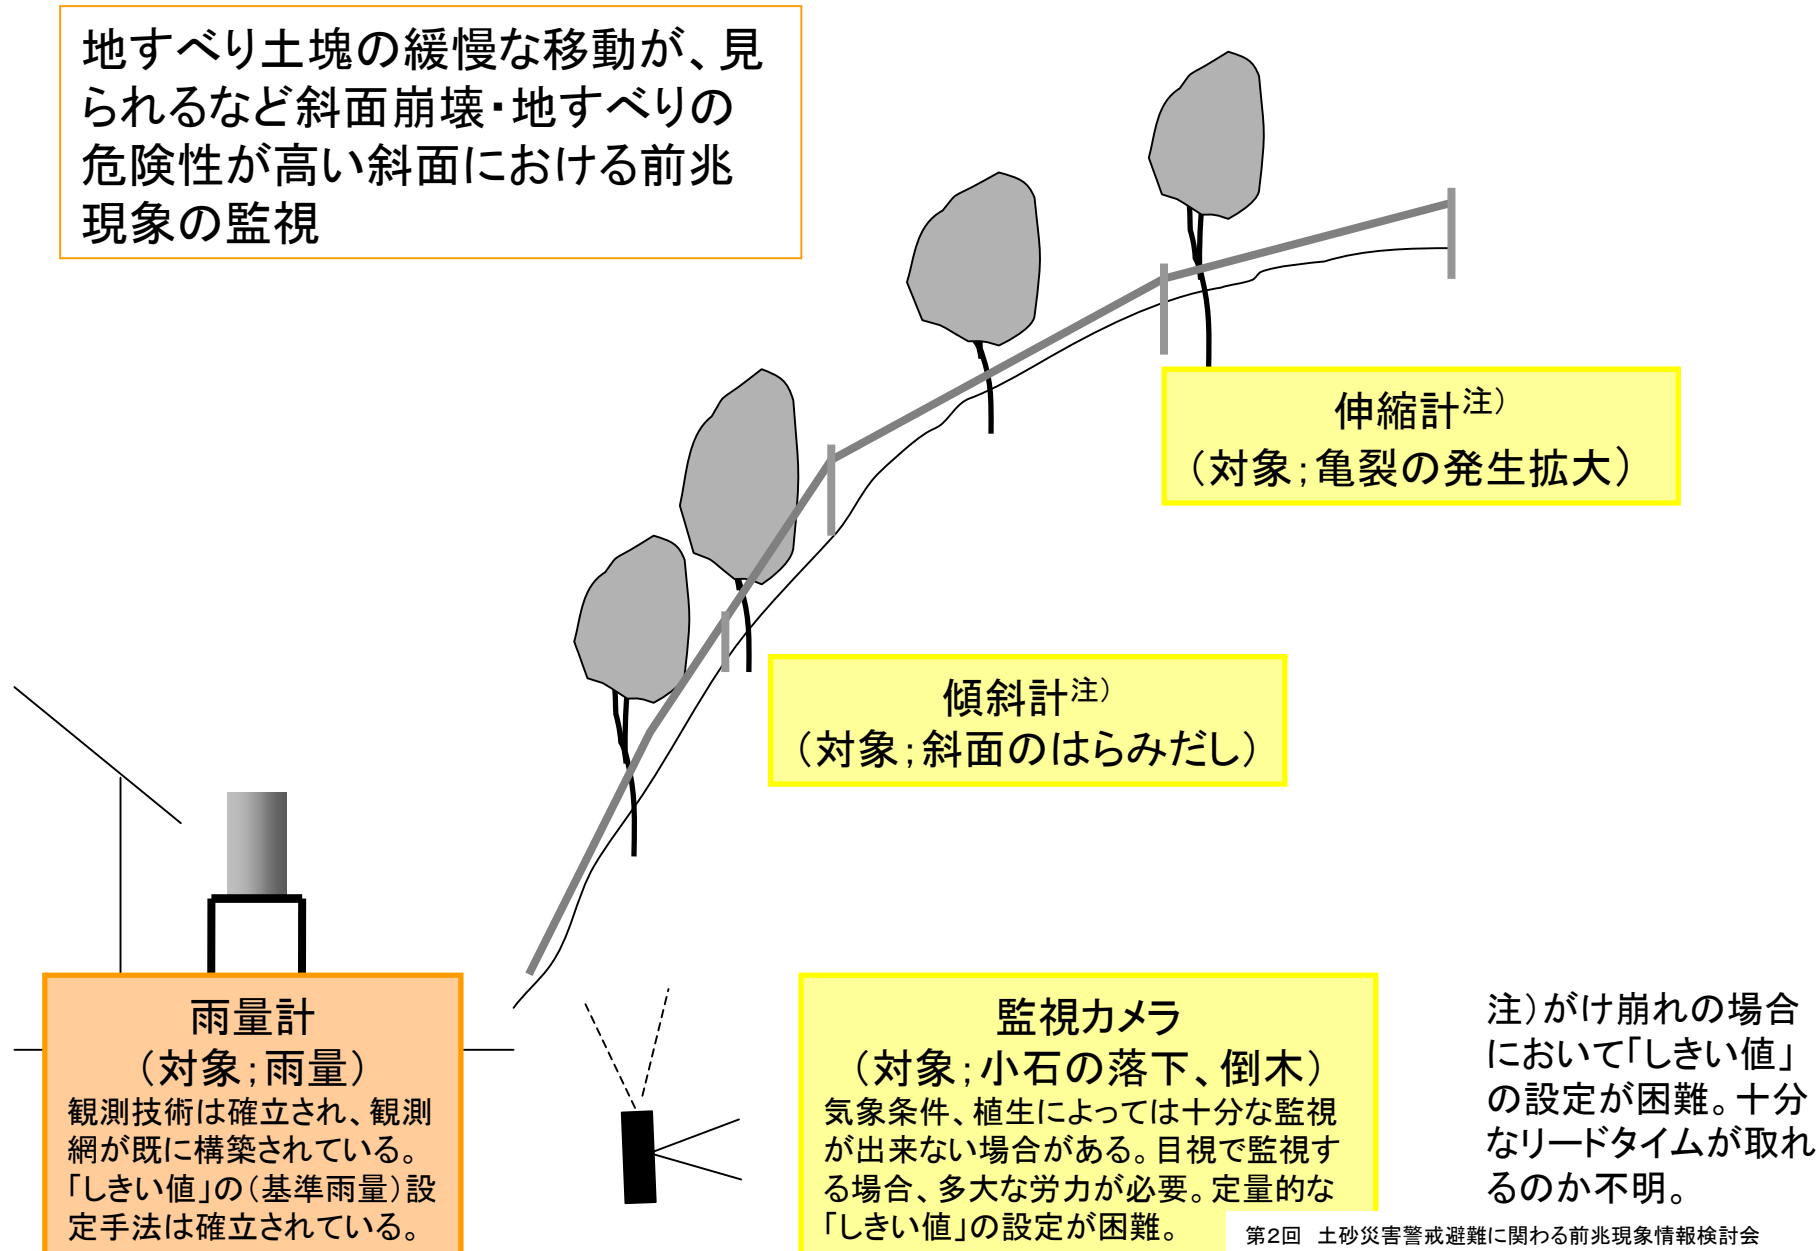 地すべり土塊の緩慢な移動が、見
られるなど斜面崩壊・地すべりの
危険性が高い斜面における前兆
現象の監視
伸縮計注)
(対象;亀裂の発生拡大)
傾斜計注)
(対象;斜面のはらみだし)
雨量計
(対象;雨量)
観測技術は確立され、観測
網が既に構築されている。
「しきい値」の(基準雨量)設
定手法は確立されている。
監視カメラ
(対象;小石の落下、倒木)
気象条件、植生によっては十分な監視
が出来ない場合がある。目視で監視す
る場合、多大な労力が必要。定量的な
「しきい値」の設定が困難。
注)がけ崩れの場合
において「しきい値」
の設定が困難。十分
なリードタイムが取れ
るのか不明。
第2回　土砂災害警戒避難に関わる前兆現象情報検討会